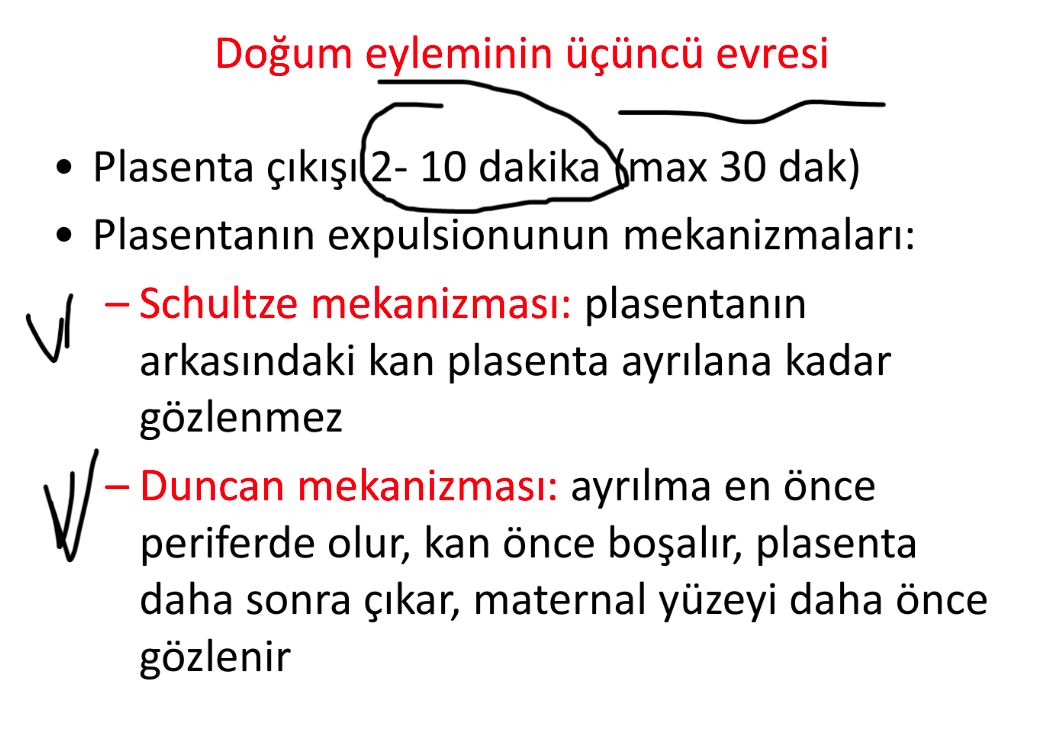 Doğum eyleminin üçüncü evresi
• Plasenta çıkışı 2- 10 dakika (max 30 dak)
• Plasentanın expulsionunun mekanizmaları:
– Schultze mekanizması: plasentanın
arkasındaki kan plasenta ayrılana kadar
gözlenmez
– Duncan mekanizması: ayrılma en önce
periferde olur, kan önce boşalır, plasenta
daha sonra çıkar, maternal yüzeyi daha önce
gözlenir